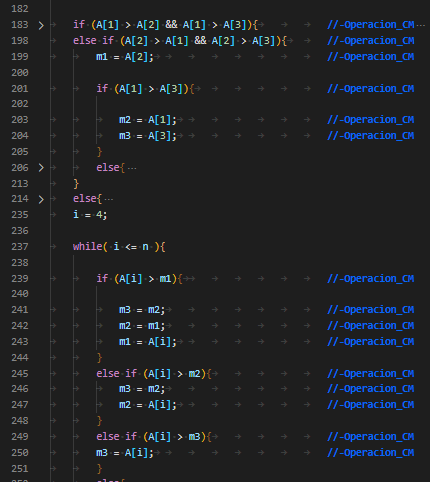 182
183 if (A[1] > A[2] && A[1] > A[3]){ //-Operacion_CM ...
198 else if (A[2] > A[1] && A[2] > A[3]){ //-Operacion_CM
199 m1 = A[2]; //-Operacion_CM
200
201 if (A[1] > A[3]){ //-Operacion_CM
202
203 m2 = A[1]; //-Operacion_CM
204 m3 = A[3]; //-Operacion_CM
205 }
206 else{ ...
213 }
214 else{ ...
235 i = 4;
236
237 while( i <= n ){
238
239 if (A[i] > m1){ //-Operacion_CM
240
241 m3 = m2; //-Operacion_CM
242 m2 = m1; //-Operacion_CM
243 m1 = A[i]; //-Operacion_CM
244 }
245 else if (A[i] > m2){ //-Operacion_CM
246 m3 = m2; //-Operacion_CM
247 m2 = A[i]; //-Operacion_CM
248 }
249 else if (A[i] > m3){ //-Operacion_CM
250 m3 = A[i]; //-Operacion_CM
251 }